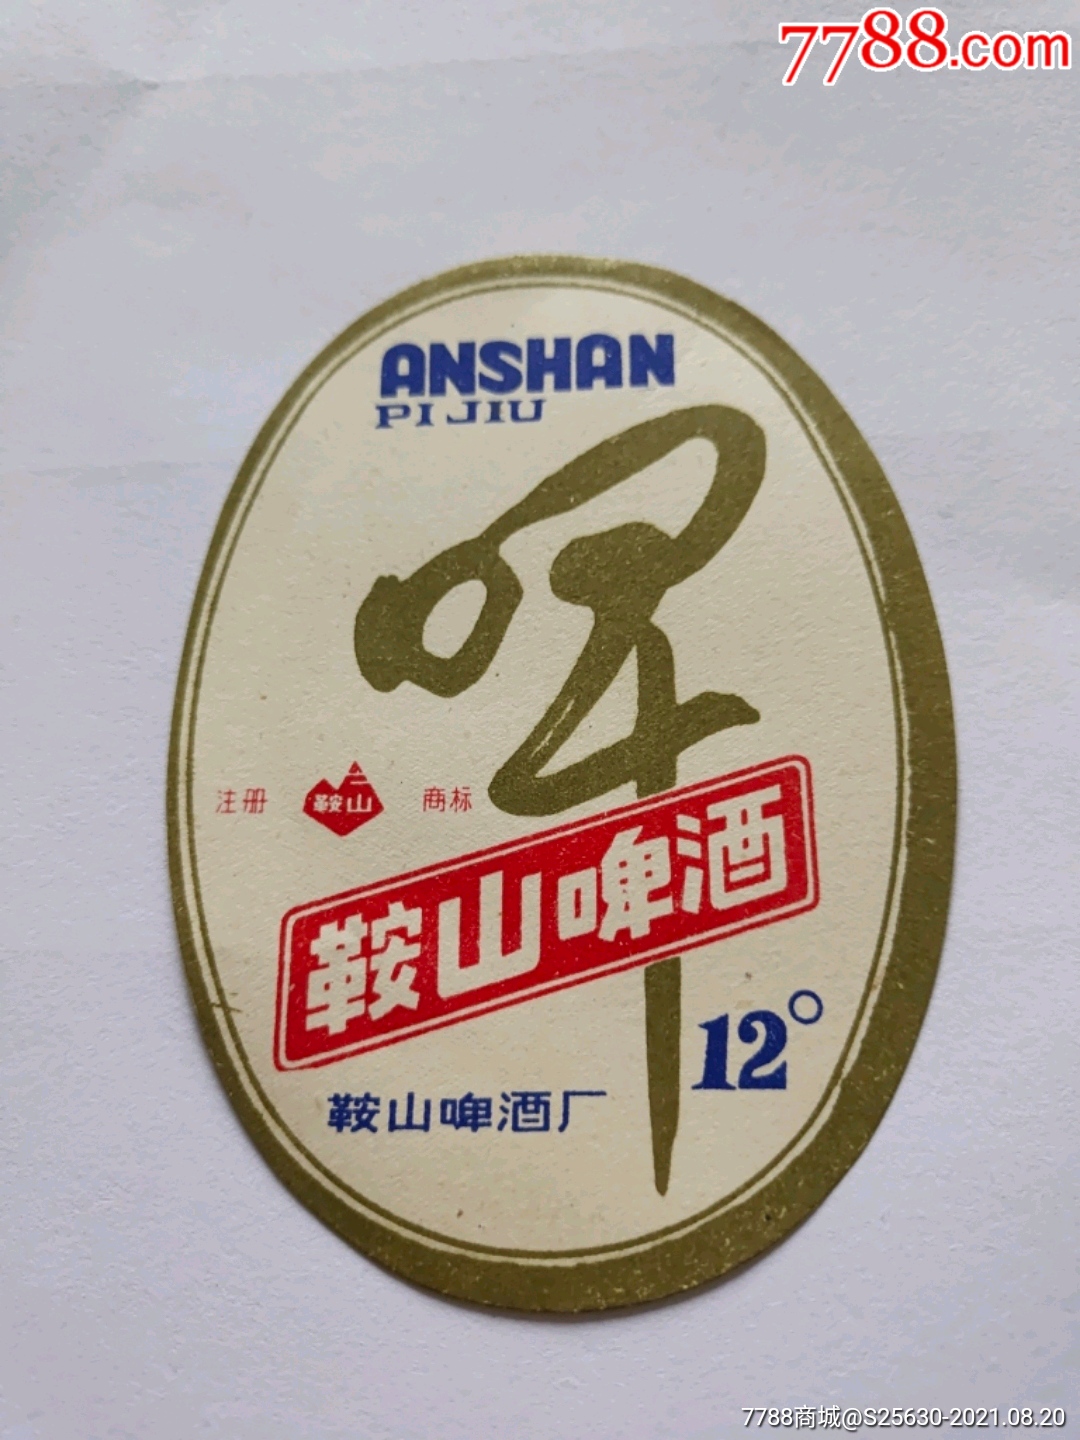 7788.com
ANSHAN
PI JIU
啤
注册 鞍山 商标
鞍山啤酒
12°
鞍山啤酒厂
7788商城@S25630-2021.08.20